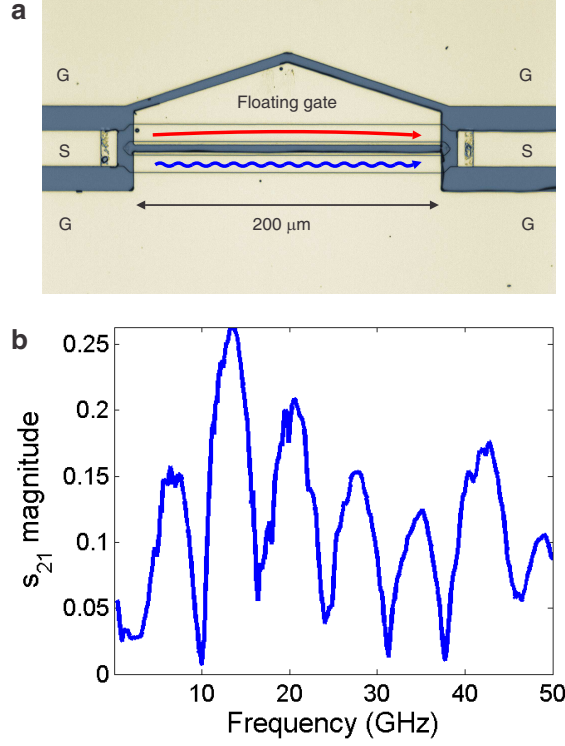 a
G
G
Floating gate
S
S
200 μm
G
G
b
0.25
0.2
0.15
0.1
0.05
0
s21 magnitude
10
20
30
40
50
Frequency (GHz)